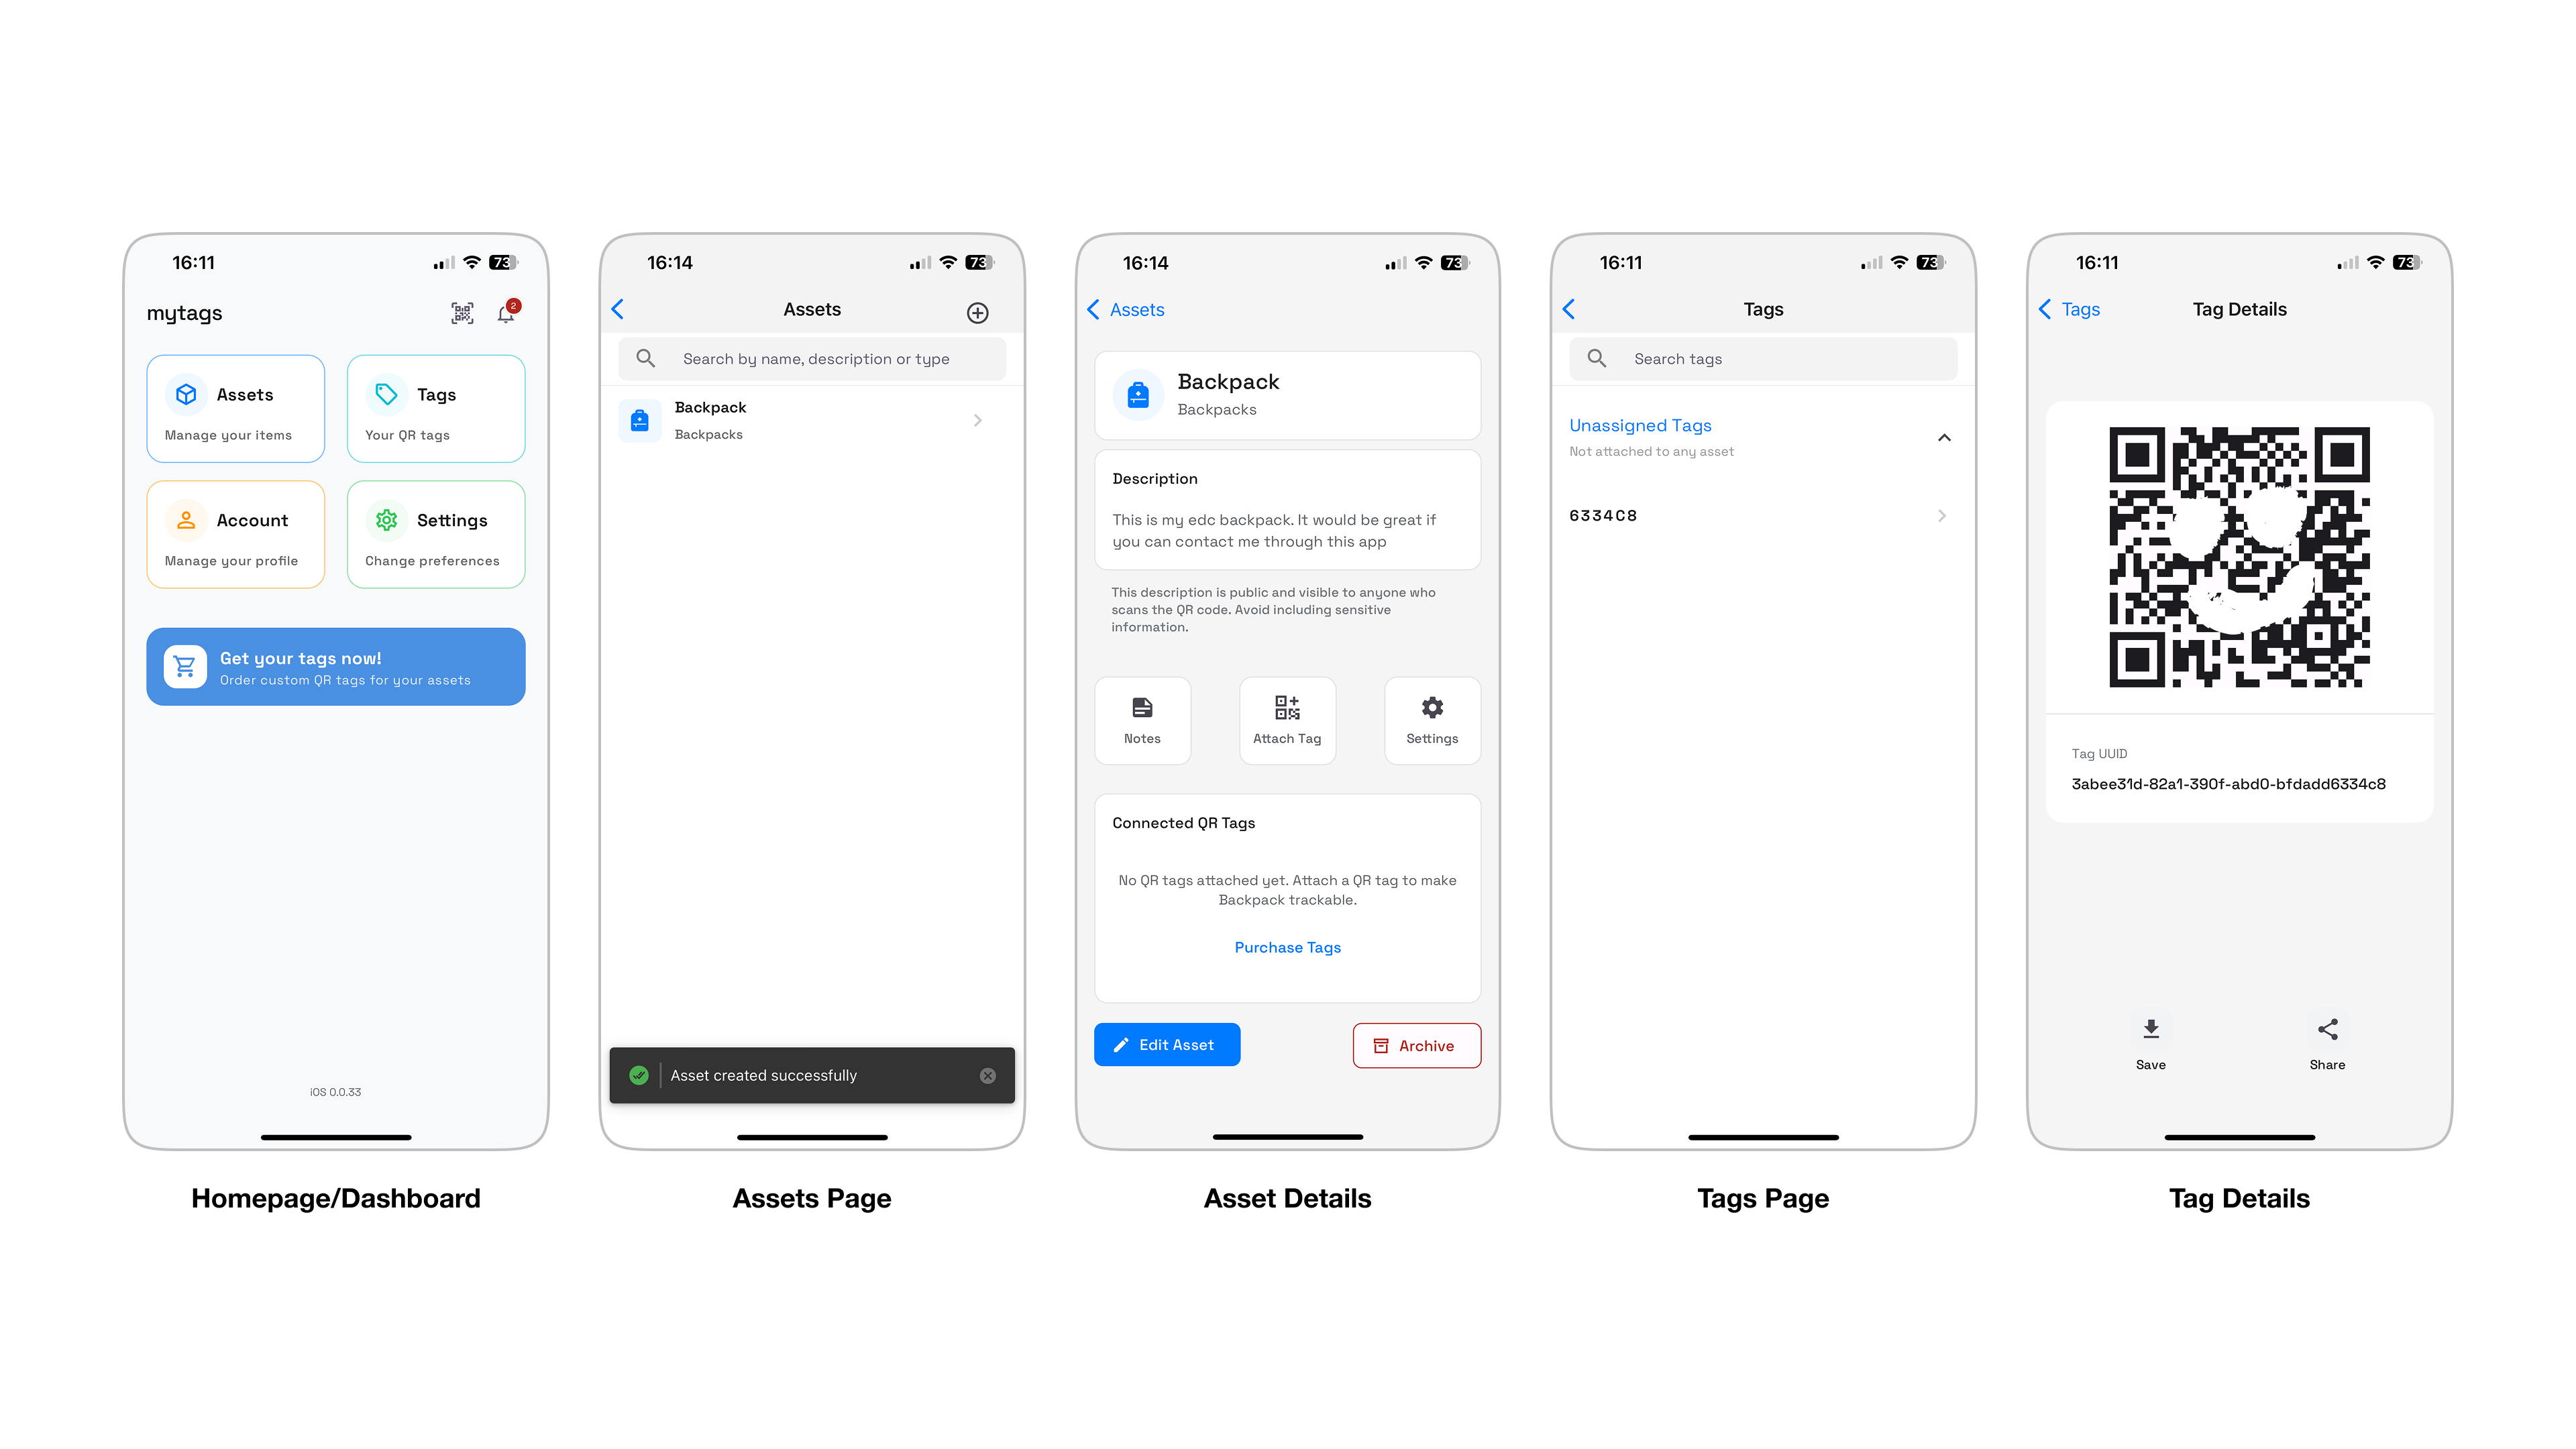 16:11
73
mytags
2
Assets
Manage your items
Tags
Your QR tags
Account
Manage your profile
Settings
Change preferences
Get your tags now!
Order custom QR tags for your assets
iOS 0.0.33
Homepage/Dashboard
16:14
73
Assets
Search by name, description or type
Backpack
Backpacks
Asset created successfully
Assets Page
16:14
73
Assets
Backpack
Backpacks
Description
This is my edc backpack. It would be great if
you can contact me through this app
This description is public and visible to anyone who
scans the QR code. Avoid including sensitive
information.
Notes
Attach Tag
Settings
Connected QR Tags
No QR tags attached yet. Attach a QR tag to make
Backpack trackable.
Purchase Tags
Edit Asset
Archive
Asset Details
16:11
73
Tags
Search tags
Unassigned Tags
Not attached to any asset
6334C8
Tags Page
16:11
73
Tags
Tag Details
Tag UUID
3abee31d-82a1-390f-abd0-bfdadd6334c8
Save
Share
Tag Details